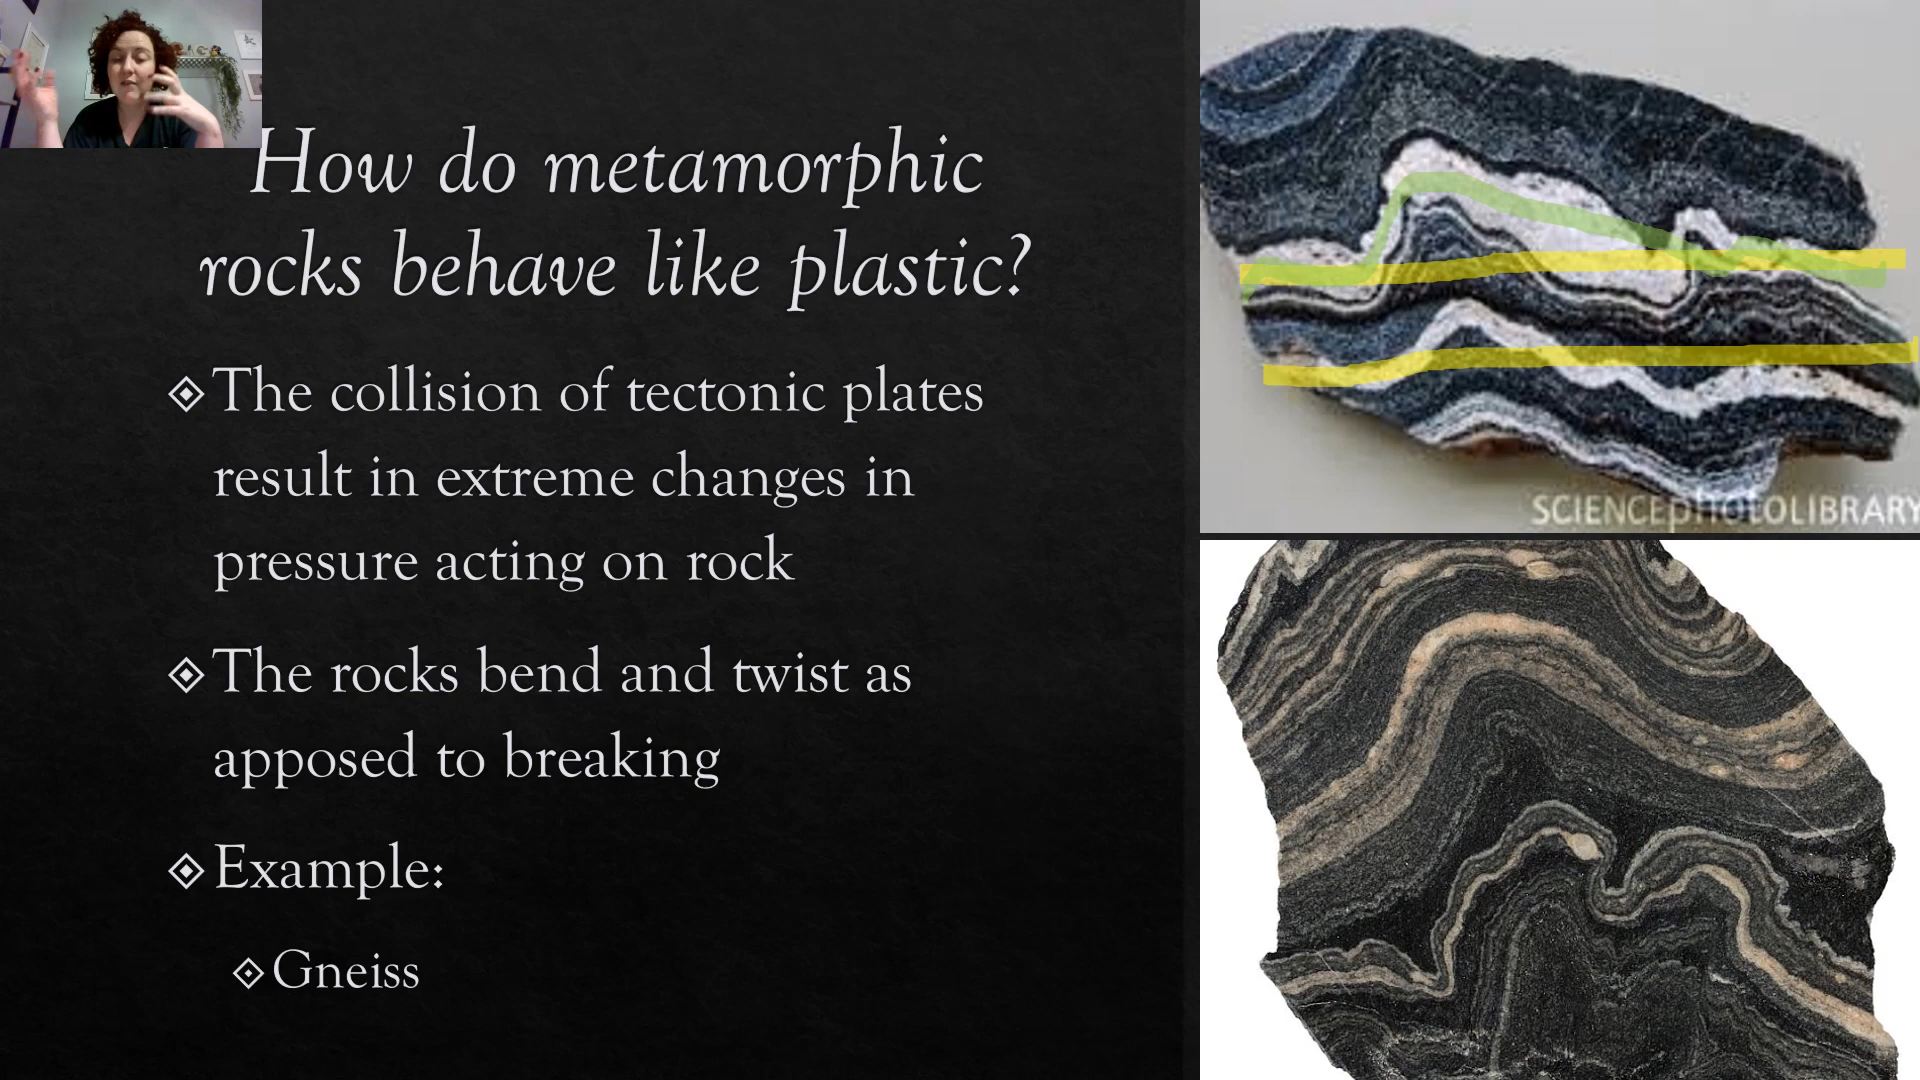 How do metamorphic
rocks behave like plastic?
The collision of tectonic plates
result in extreme changes in
pressure acting on rock
The rocks bend and twist as
apposed to breaking
Example:
Gneiss
SCIENCEphotoLIBRARY